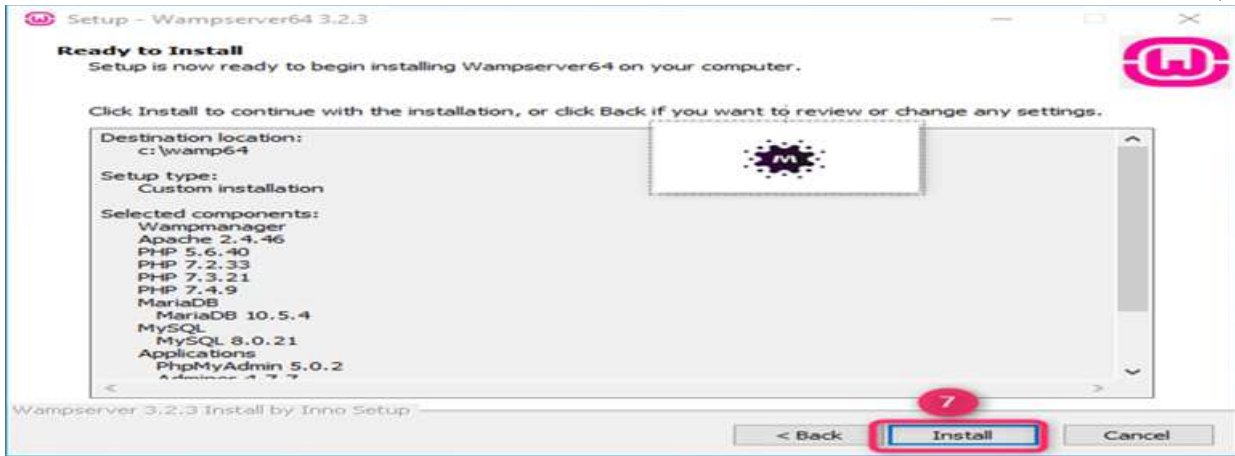 Setup - Wampserver64 3.2.3
Ready to Install
Setup is now ready to begin installing Wampserver64 on your computer.
Click Install to continue with the installation, or click Back if you want to review or change any settings.
Destination location:
c:\wamp64
Setup type:
Custom installation
Selected components:
Wampmanager
Apache 2.4.46
PHP 5.6.40
PHP 7.2.33
PHP 7.3.21
PHP 7.4.9
MariaDB
MariaDB 10.5.4
MySQL
MySQL 8.0.21
Applications
PhpMyAdmin 5.0.2
Adminer 4.7.7
Wampserver 3.2.3 Install by Inno Setup
7
< Back
Install
Cancel